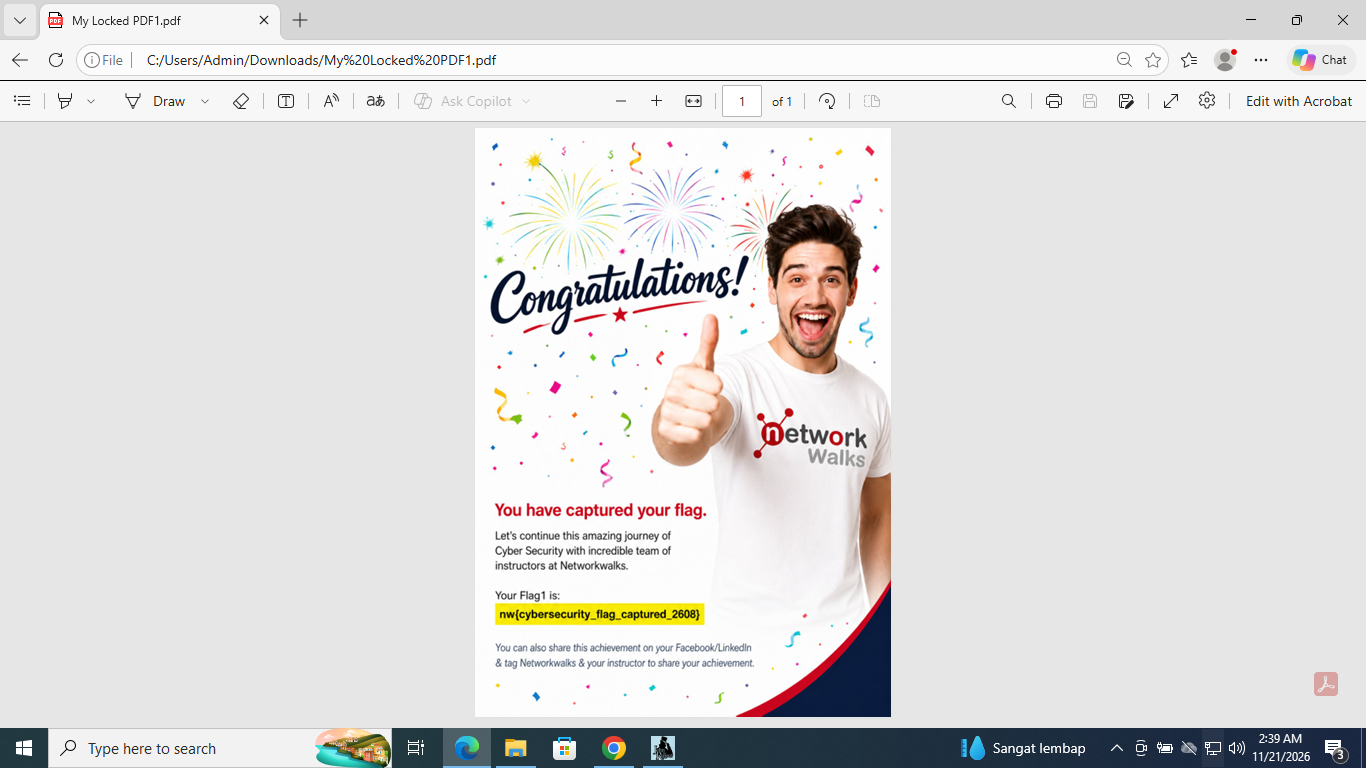 My Locked PDF1.pdf
File
C:/Users/Admin/Downloads/My%20Locked%20PDF1.pdf
Chat
Draw
Ask Copilot
1 of 1
Edit with Acrobat
Congratulations!
network
Walks
You have captured your flag.
Let's continue this amazing journey of
Cyber Security with incredible team of
instructors at Networkwalks.
Your Flag1 is:
nw{cybersecurity_flag_captured_2608}
You can also share this achievement on your Facebook/LinkedIn
& tag Networkwalks & your instructor to share your achievement.
Type here to search
Sangat lembap
2:39 AM
11/21/2026
3